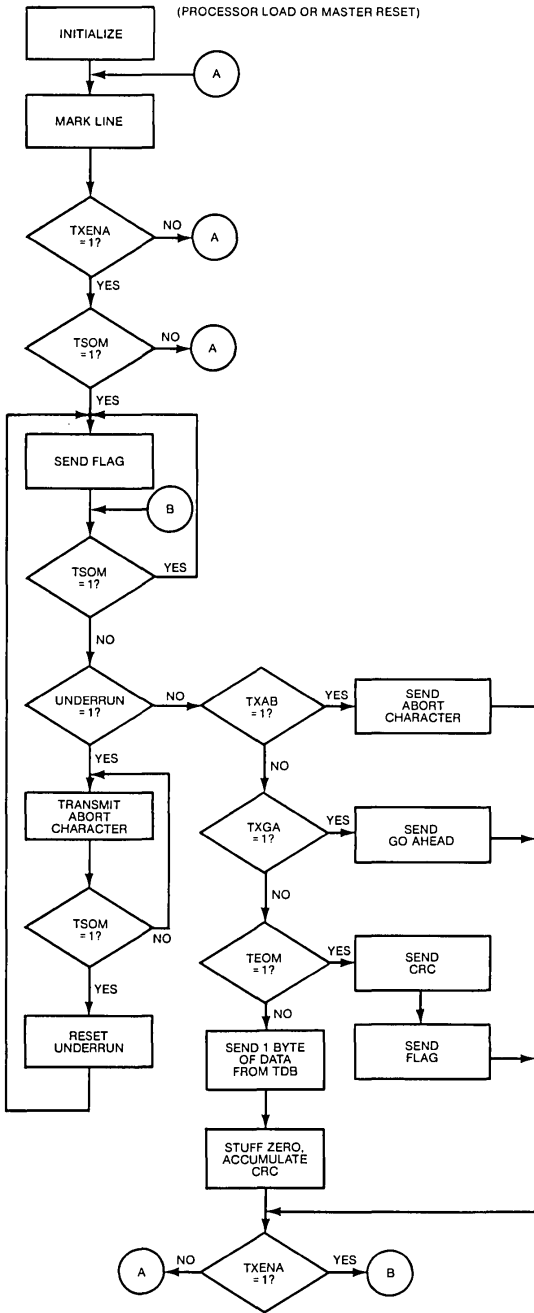 (PROCESSOR LOAD OR MASTER RESET)
INITIALIZE
A
MARK LINE
TXENA
= 1?
NO
A
YES
TSOM
= 1?
NO
A
YES
SEND FLAG
B
TSOM
= 1?
YES
NO
UNDERRUN
= 1?
NO
TXAB
= 1?
YES
SEND
ABORT
CHARACTER
YES
NO
TRANSMIT
ABORT
CHARACTER
TXGA
= 1?
YES
SEND
GO AHEAD
TSOM
= 1?
NO
NO
TEOM
= 1?
YES
SEND
CRC
YES
NO
RESET
UNDERRUN
SEND 1 BYTE
OF DATA
FROM TDB
SEND
FLAG
STUFF ZERO,
ACCUMULATE
CRC
A
NO
TXENA
= 1?
YES
B